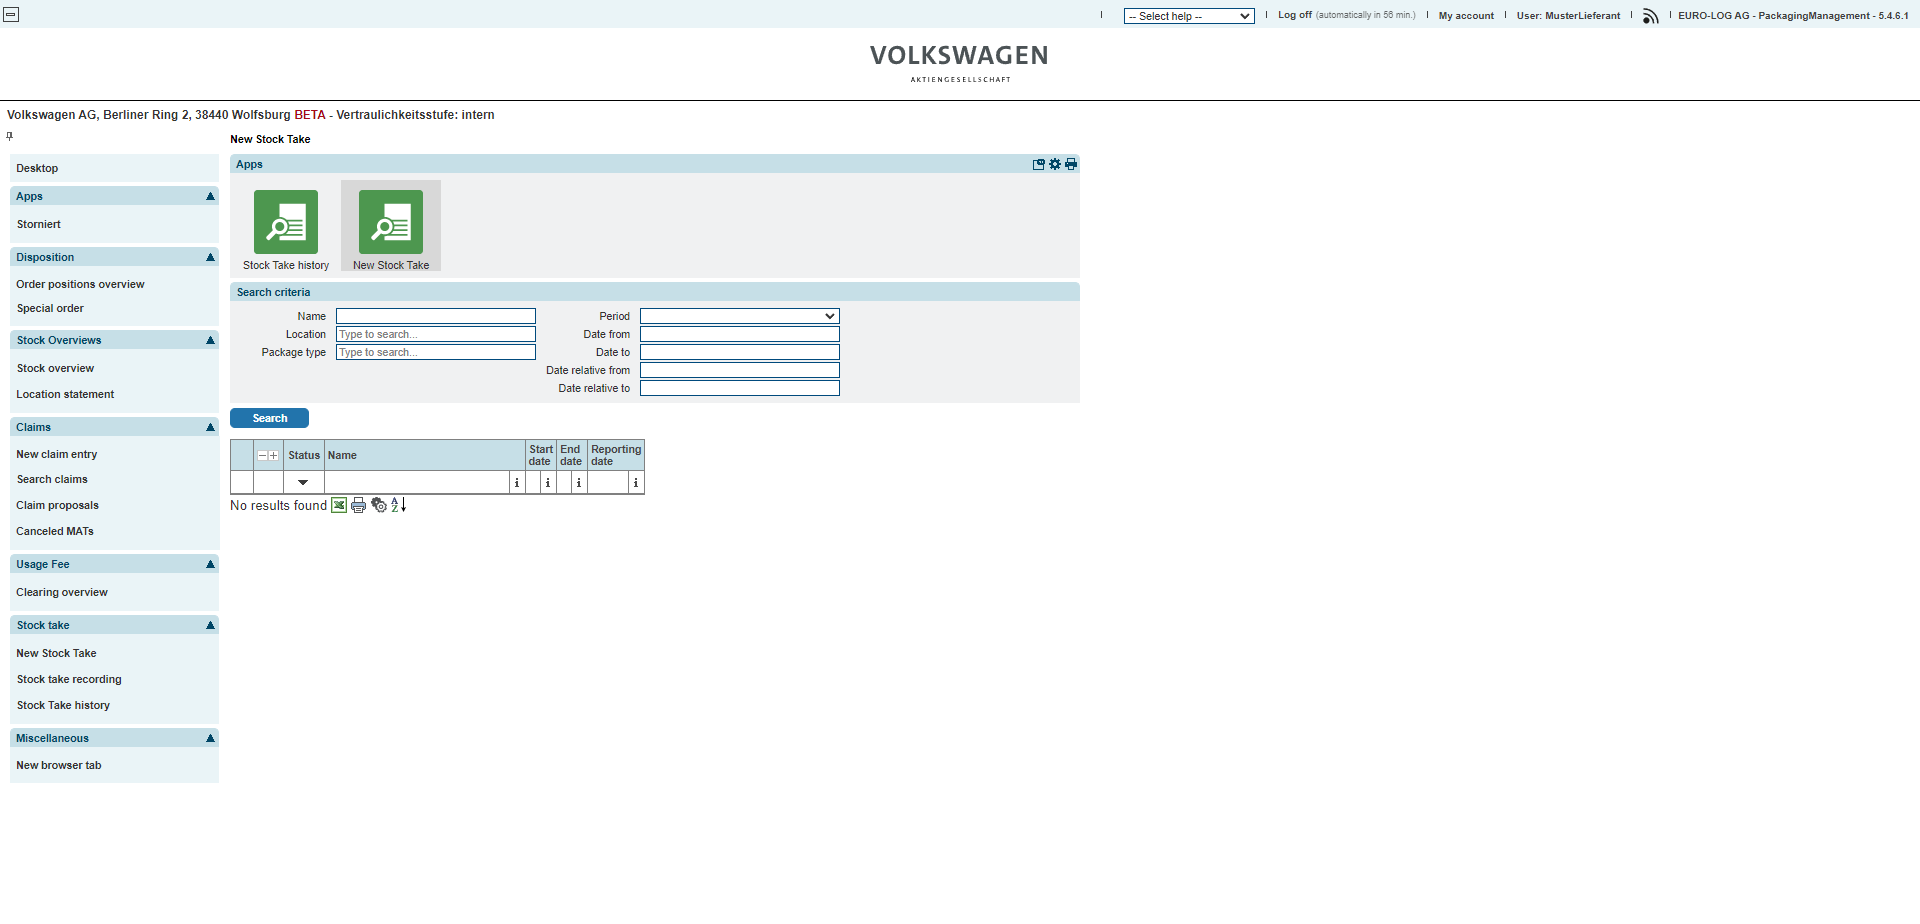 -- Select help --
Log off (automatically in 56 min.)
My account
User: MusterLieferant
EURO-LOG AG - PackagingManagement - 5.4.6.1
VOLKSWAGEN
AKTIENGESELLSCHAFT
Volkswagen AG, Berliner Ring 2, 38440 Wolfsburg BETA - Vertraulichkeitsstufe: intern
Desktop
Apps
Storniert
Disposition
Order positions overview
Special order
Stock Overviews
Stock overview
Location statement
Claims
New claim entry
Search claims
Claim proposals
Canceled MATs
Usage Fee
Clearing overview
Stock take
New Stock Take
Stock take recording
Stock Take history
Miscellaneous
New browser tab
New Stock Take
Apps
Stock Take history
New Stock Take
Search criteria
Name
Location Type to search...
Package type Type to search...
Period
Date from
Date to
Date relative from
Date relative to
Search
Status
Name
Start date
End date
Reporting date
i i i i
No results found
A
Z